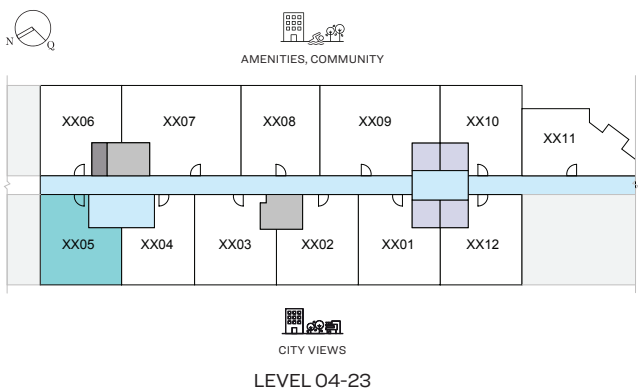 N
Q
AMENITIES, COMMUNITY
XX06
XX07
XX08
XX09
XX10
XX11
XX05
XX04
XX03
XX02
XX01
XX12
CITY VIEWS
LEVEL 04-23